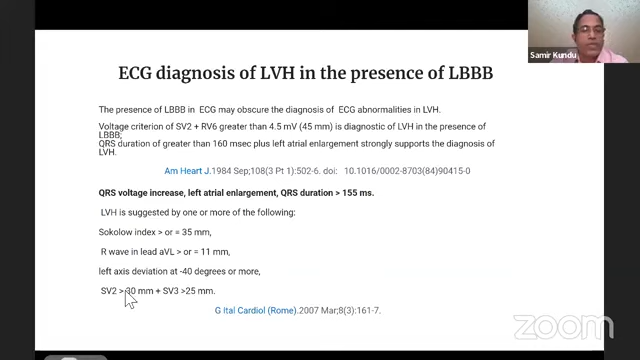 Samir Kundu
ECG diagnosis of LVH in the presence of LBBB
The presence of LBBB in ECG may obscure the diagnosis of ECG abnormalities in LVH.
Voltage criterion of SV2 + RV6 greater than 4.5 mV (45 mm) is diagnostic of LVH in the presence of
LBBB;
QRS duration of greater than 160 msec plus left atrial enlargement strongly supports the diagnosis of
LVH.
Am Heart J.1984 Sep;108(3 Pt 1):502-6. doi: 10.1016/0002-8703(84)90415-0
QRS voltage increase, left atrial enlargement, QRS duration > 155 ms.
LVH is suggested by one or more of the following:
Sokolow index > or = 35 mm,
R wave in lead aVL > or = 11 mm,
left axis deviation at -40 degrees or more,
SV2 > 30 mm + SV3 >25 mm.
G Ital Cardiol (Rome).2007 Mar;8(3):161-7.
zoom